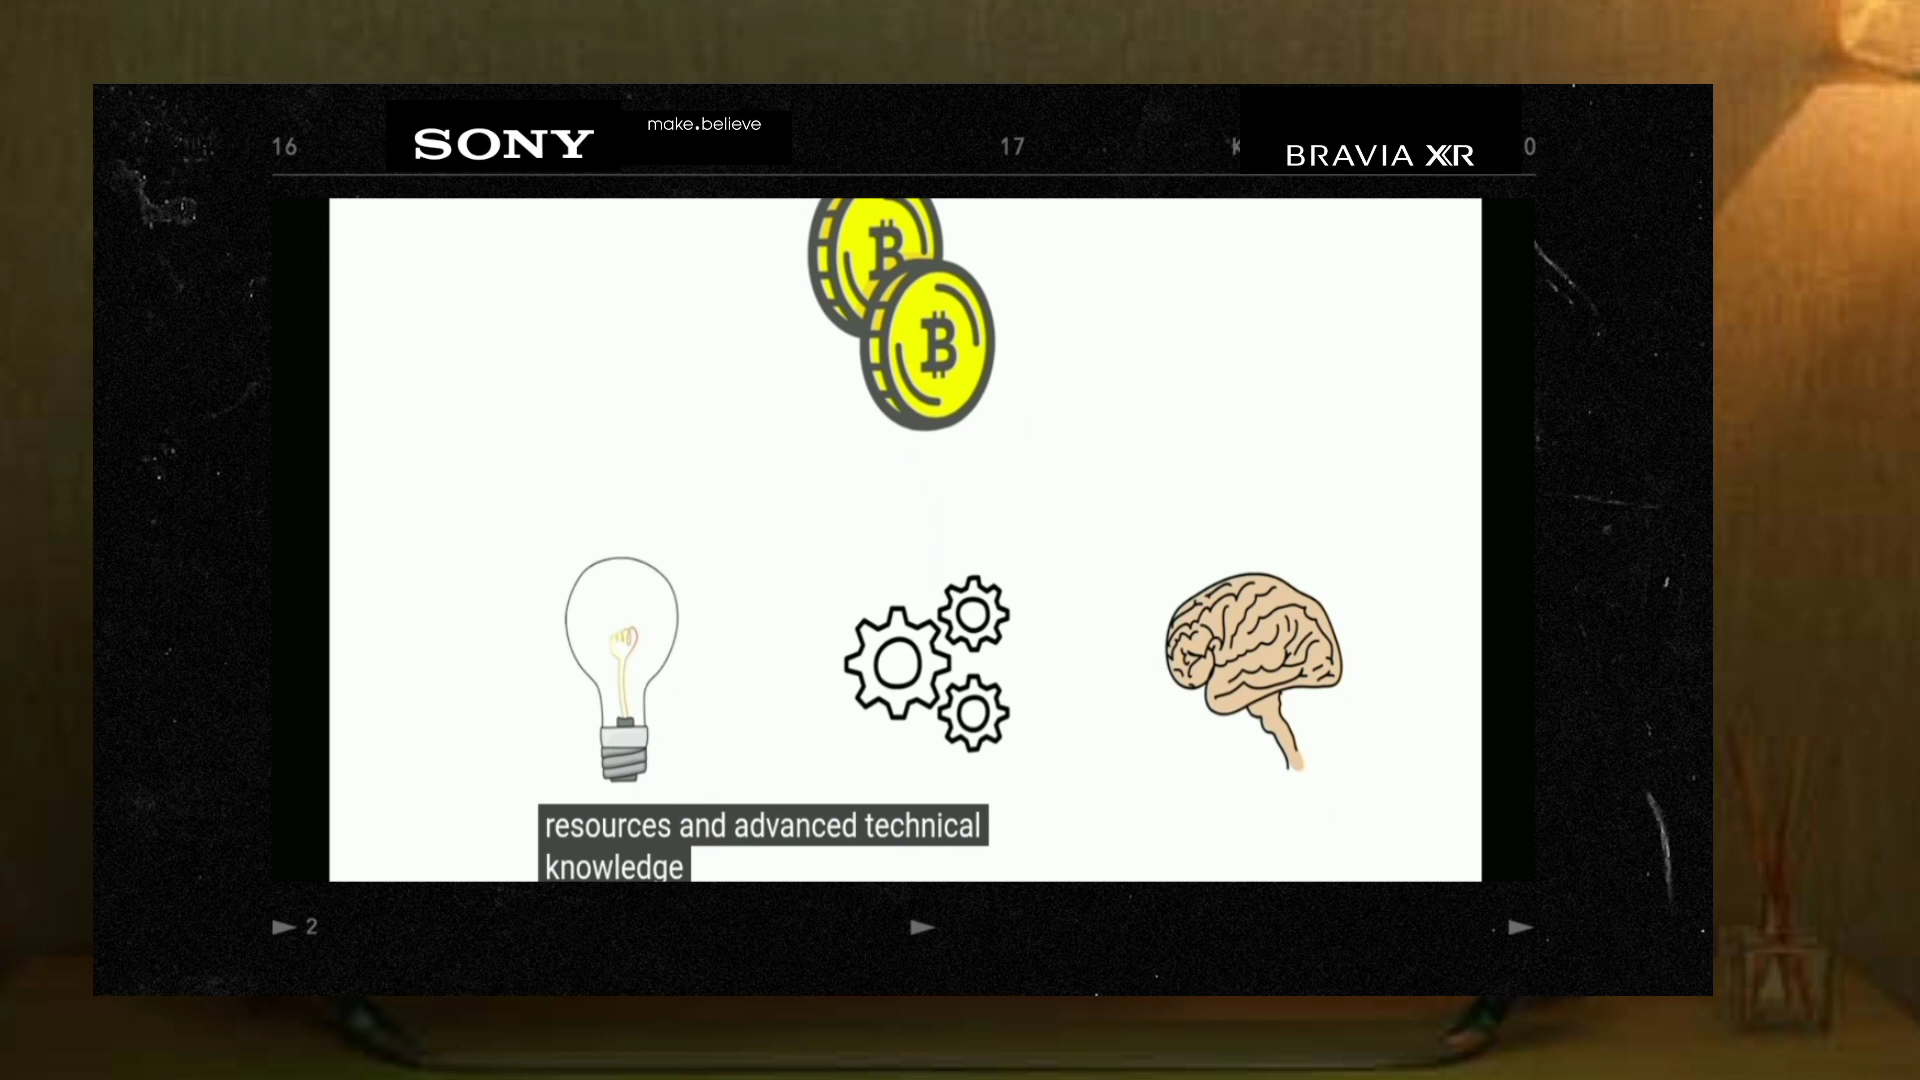 SONY
make.believe
16
17
K
0
BRAVIA XR
resources and advanced technical
knowledge
2